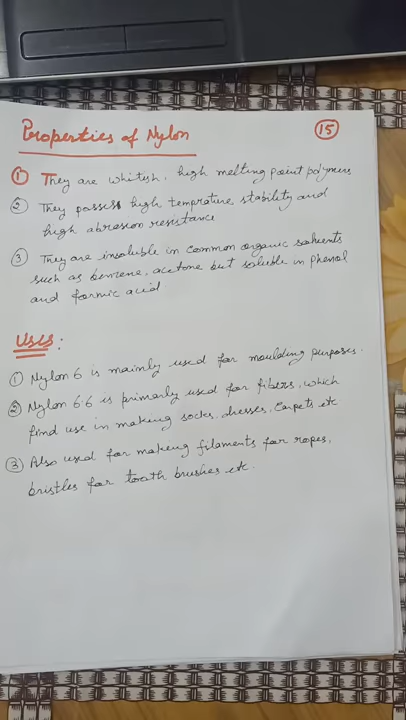 Properties of Nylon
15
① They are whitish, high melting point polymers
② They possess high temprature stability and
high abrasion resistance
③ They are insoluble in common organic solvents
such as benzene, acetone but soluble in phenol
and formic acid
Uses:
① Nylon 6 is mainly used for moulding purposes.
② Nylon 6:6 is primarly used for fibers, which
find use in making socks, dresses, Carpets etc
③ Also used for making filaments for ropes,
bristles for tooth brushes etc.